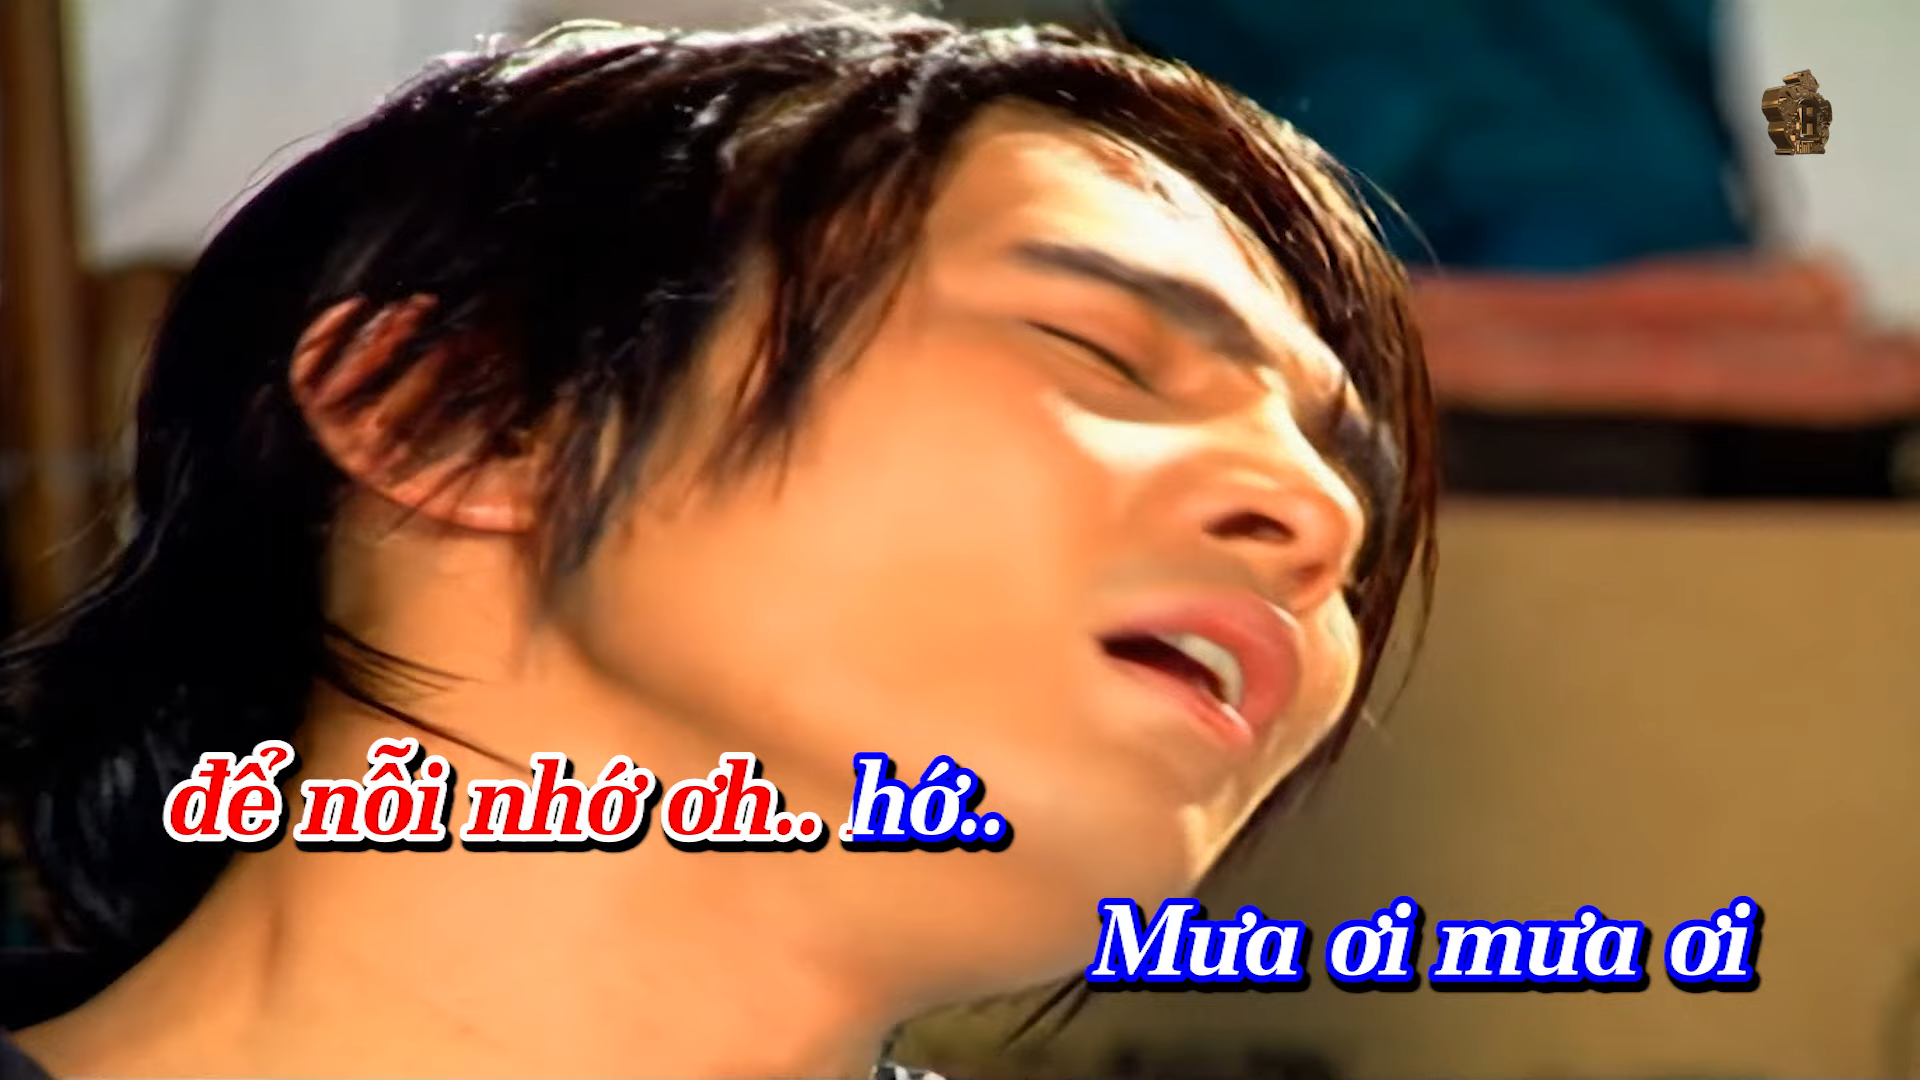 để nỗi nhớ ơh.. hớ..
Mưa ơi mưa ơi